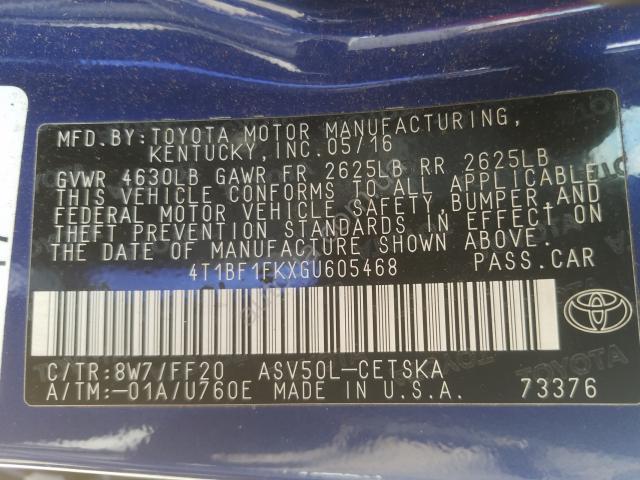 MFD.BY:TOYOTA MOTOR MANUFACTURING,
KENTUCKY, INC.05/16
GVWR 4630LB GAWR FR 2625LB RR 2625LB
THIS VEHICLE CONFORMS TO ALL APPLICABLE
FEDERAL MOTOR VEHICLE SAFETY,BUMPER,AND
THEFT PREVENTION STANDARDS IN EFFECT ON
THE DATE OF MANUFACTURE SHOWN ABOVE.
4T1BF1FKXGU605468 PASS.CAR
TOYOTA
C/TR:8W7/FF20 ASV50L-CETSKA
A/TM:-01A/U760E MADE IN U.S.A. 73376